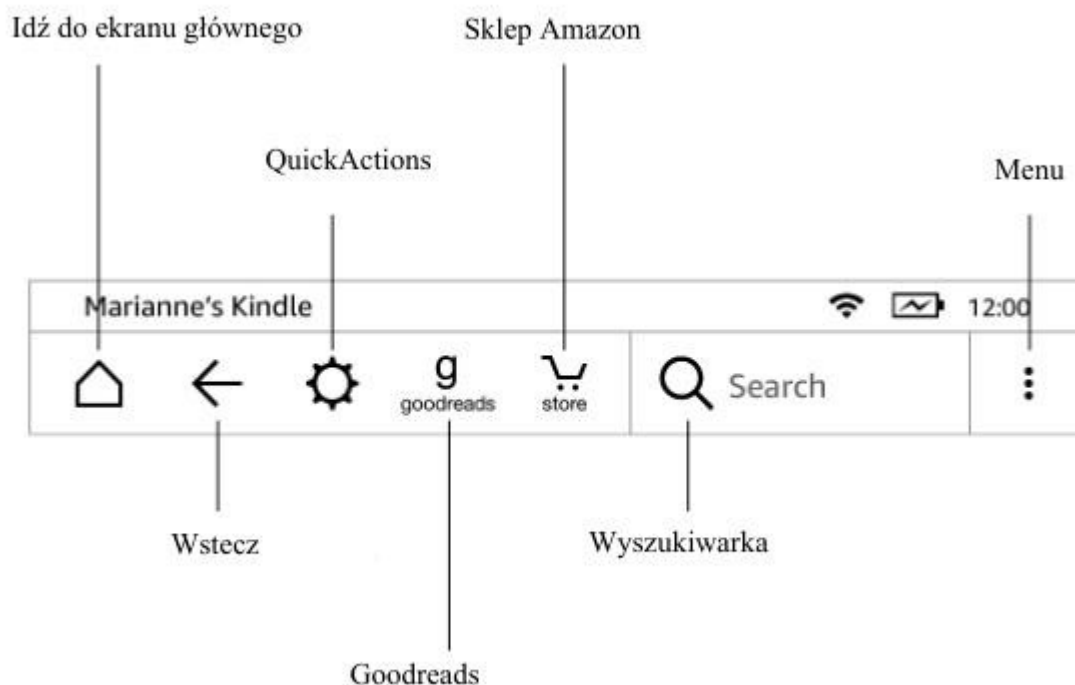 Idź do ekranu głównego
Sklep Amazon
QuickActions
Menu
Marianne's Kindle
12:00
g
goodreads
store
Search
Wstecz
Wyszukiwarka
Goodreads